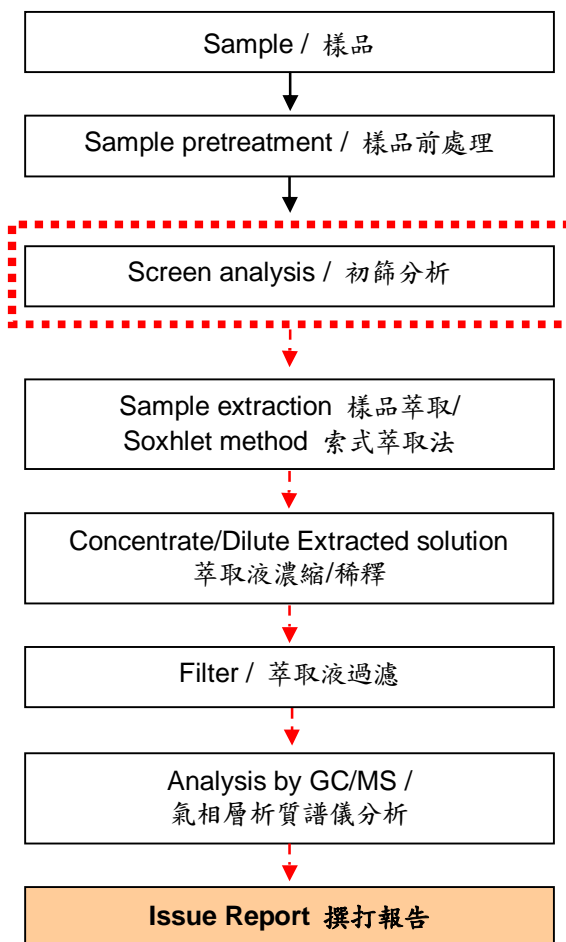 Sample / 樣品
Sample pretreatment / 樣品前處理
Screen analysis / 初篩分析
Sample extraction 樣品萃取/
Soxhlet method 索式萃取法
Concentrate/Dilute Extracted solution
萃取液濃縮/稀釋
Filter / 萃取液過濾
Analysis by GC/MS /
氣相層析質譜儀分析
Issue Report 撰打報告